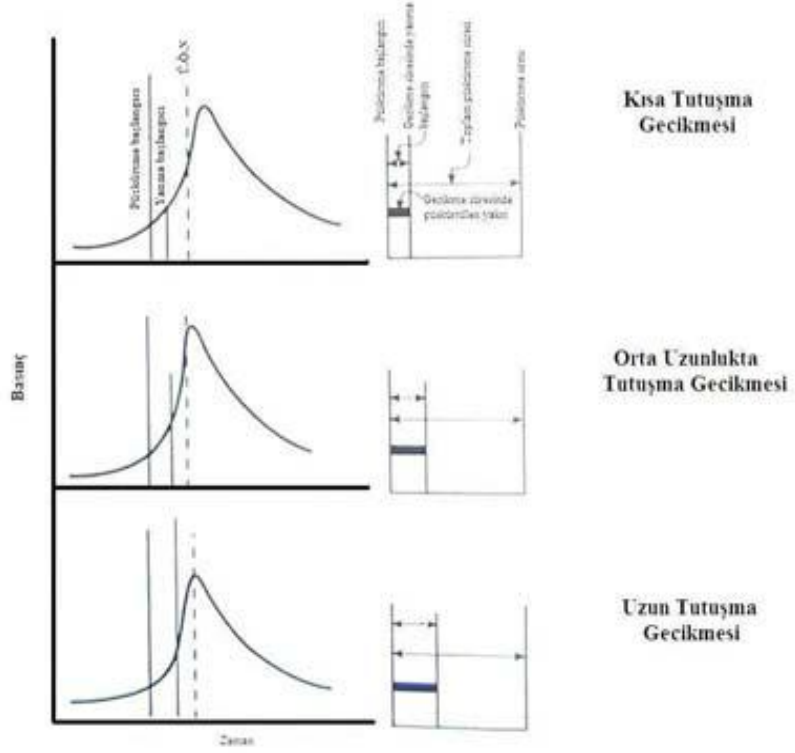 Püskürtme başlangıcı
Yanma başlangıcı
Ü.Ö.N
Püskürtme başlangıcı
Gecikme süresinde yanma
başlangıcı
Toplam püskürtme süresi
Püskürtme sonu
Gecikme süresinde
püskürtülen yakıt
Kısa Tutuşma
Gecikmesi
Basınç
Orta Uzunlukta
Tutuşma Gecikmesi
Uzun Tutuşma
Gecikmesi
Zaman